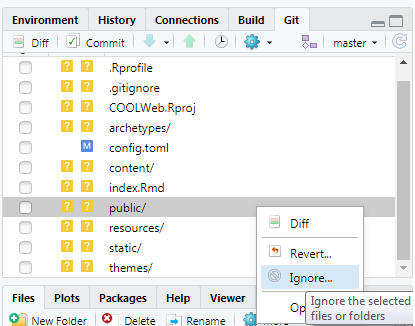 Environment History Connections Build Git
Diff Commit master
.Rprofile
.gitignore
COOLWeb.Rproj
archetypes/
M config.toml
content/
index.Rmd
public/
resources/
static/
themes/
Diff
Revert...
Ignore...
Ignore the selected
files or folders
Files Plots Packages Help Viewer
New Folder Delete Rename